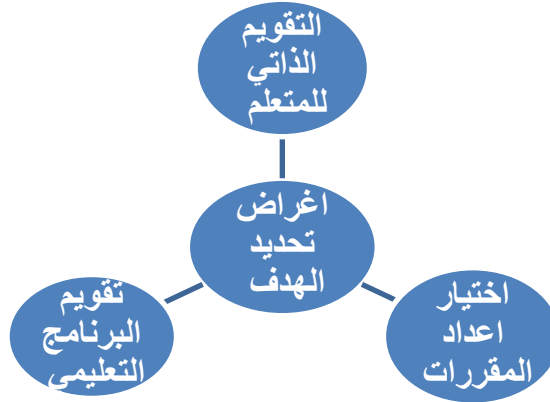 التقويم
الذاتي
للمتعلم
اغراض
تحديد
الهدف
اختيار
اعداد
المقررات
تقويم
البرنامج
التعليمي